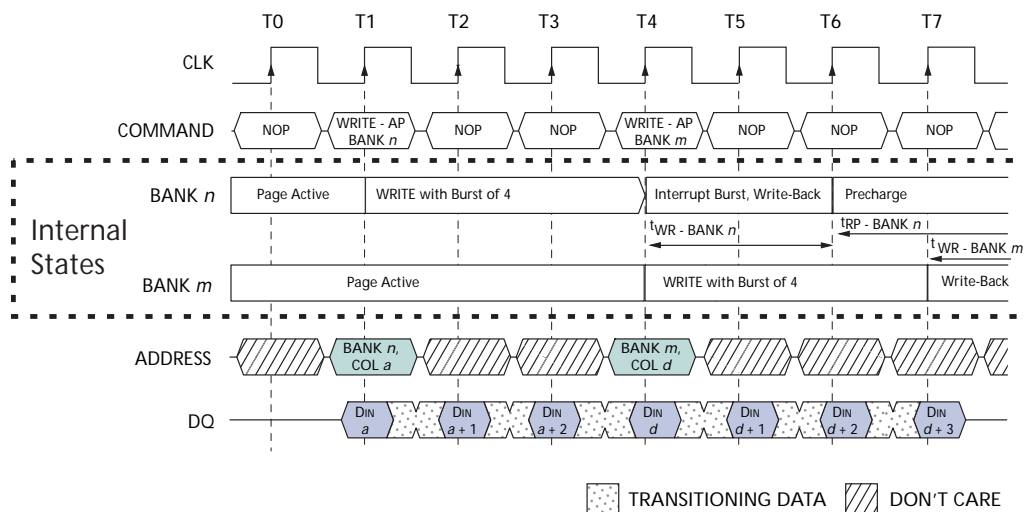 T0 T1 T2 T3 T4 T5 T6 T7
CLK
COMMAND NOP WRITE - AP BANK n NOP NOP WRITE - AP BANK m NOP NOP NOP
BANK n Page Active WRITE with Burst of 4 Interrupt Burst, Write-Back Precharge
Internal States
tWR - BANK n tRP - BANK n
tWR - BANK m
BANK m Page Active WRITE with Burst of 4 Write-Back
ADDRESS BANK n, COL a BANK m, COL d
DQ DIN a DIN a + 1 DIN a + 2 DIN d DIN d + 1 DIN d + 2 DIN d + 3
TRANSITIONING DATA DON'T CARE